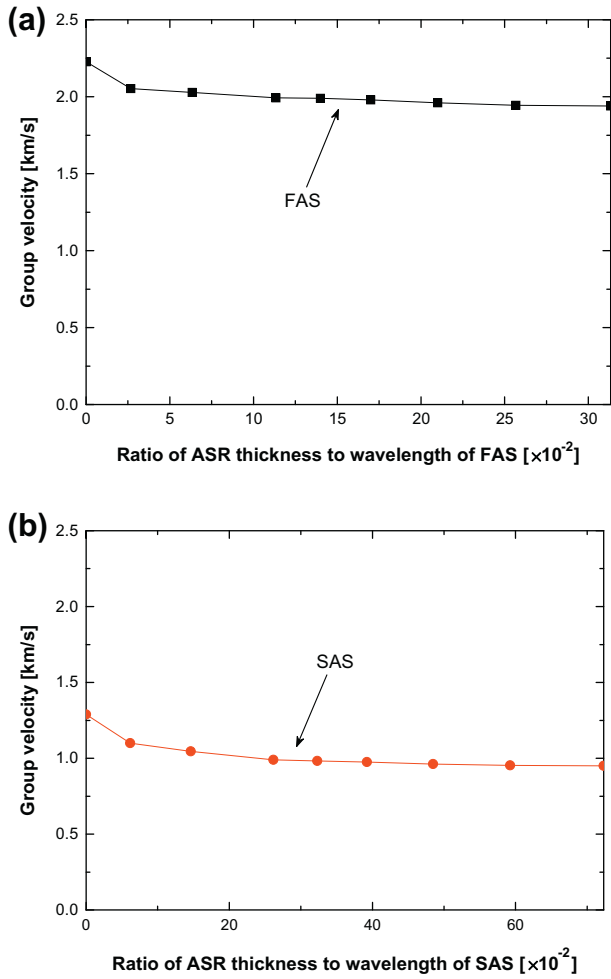 (a)
2.5
2.0
1.5
1.0
0.5
0.0
Group velocity [km/s]
FAS
0 5 10 15 20 25 30
Ratio of ASR thickness to wavelength of FAS [×10⁻²]
(b)
2.5
2.0
1.5
1.0
0.5
0.0
Group velocity [km/s]
SAS
0 20 40 60
Ratio of ASR thickness to wavelength of SAS [×10⁻²]